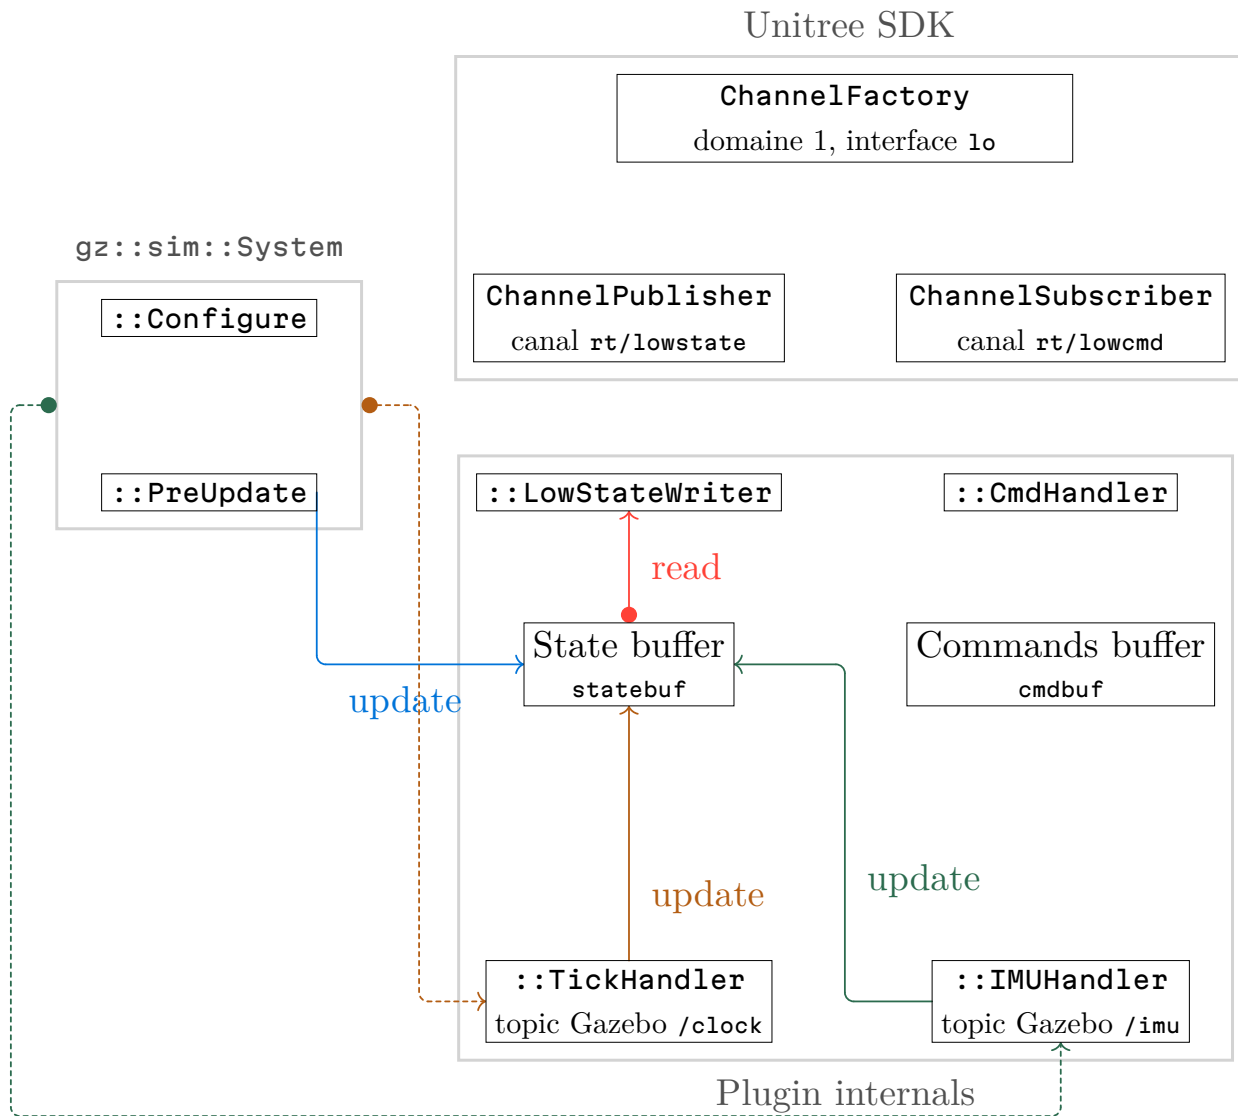 Unitree SDK
ChannelFactory
domaine 1, interface lo
gz::sim::System
::Configure
ChannelPublisher
canal rt/lowstate
ChannelSubscriber
canal rt/lowcmd
::PreUpdate
::LowStateWriter
::CmdHandler
read
State buffer
statebuf
Commands buffer
cmdbuf
update
update
update
::TickHandler
topic Gazebo /clock
::IMUHandler
topic Gazebo /imu
Plugin internals